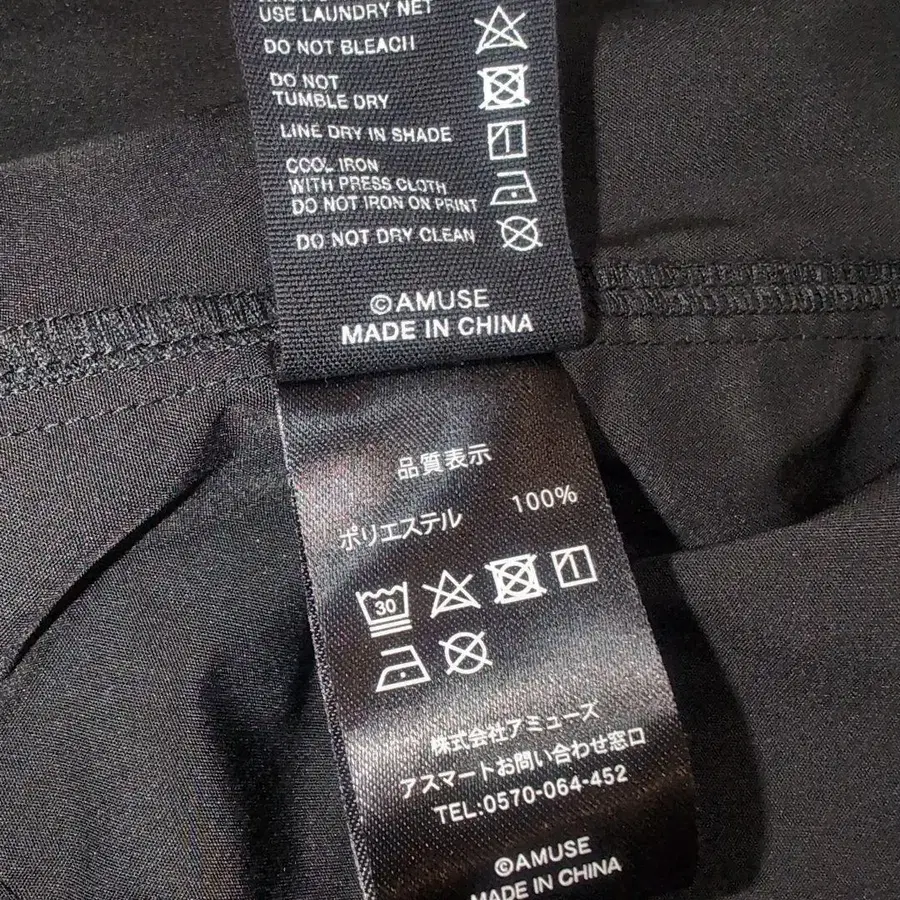 USE LAUNDRY NET
DO NOT BLEACH
DO NOT
TUMBLE DRY
LINE DRY IN SHADE
COOL IRON
WITH PRESS CLOTH
DO NOT IRON ON PRINT
DO NOT DRY CLEAN
©AMUSE
MADE IN CHINA
品質表示
ポリエステル 100%
30
株式会社アミューズ
アスマートお問い合わせ窓口
TEL:0570-064-452
©AMUSE
MADE IN CHINA